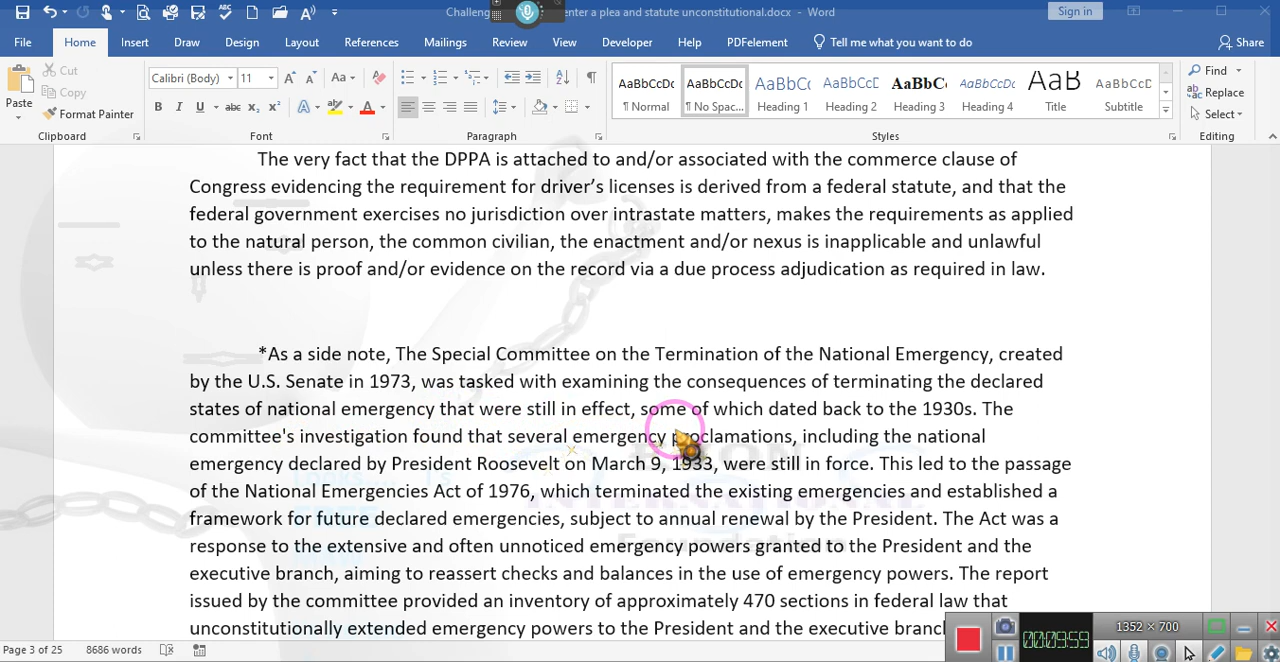 Challeng enter a plea and statute unconstitutional.docx - Word Sign in
File Home Insert Draw Design Layout References Mailings Review View Developer Help PDFelement Tell me what you want to do Share
Paste Cut Copy Format Painter
Calibri (Body) 11
AaBbCcDc AaBbCcDc AaBbCcD AaBbCcD AaBbCc AaBbCcD AaB AaBbCcD
¶ Normal ¶ No Spac... Heading 1 Heading 2 Heading 3 Heading 4 Title Subtitle
Find Replace Select
Clipboard Font Paragraph Styles Editing
The very fact that the DPPA is attached to and/or associated with the commerce clause of
Congress evidencing the requirement for driver's licenses is derived from a federal statute, and that the
federal government exercises no jurisdiction over intrastate matters, makes the requirements as applied
to the natural person, the common civilian, the enactment and/or nexus is inapplicable and unlawful
unless there is proof and/or evidence on the record via a due process adjudication as required in law.
*As a side note, The Special Committee on the Termination of the National Emergency, created
by the U.S. Senate in 1973, was tasked with examining the consequences of terminating the declared
states of national emergency that were still in effect, some of which dated back to the 1930s. The
committee's investigation found that several emergency proclamations, including the national
emergency declared by President Roosevelt on March 9, 1933, were still in force. This led to the passage
of the National Emergencies Act of 1976, which terminated the existing emergencies and established a
framework for future declared emergencies, subject to annual renewal by the President. The Act was a
response to the extensive and often unnoticed emergency powers granted to the President and the
executive branch, aiming to reassert checks and balances in the use of emergency powers. The report
issued by the committee provided an inventory of approximately 470 sections in federal law that
unconstitutionally extended emergency powers to the President and the executive branch
Page 3 of 25 8686 words
00:09:59
1352 × 700